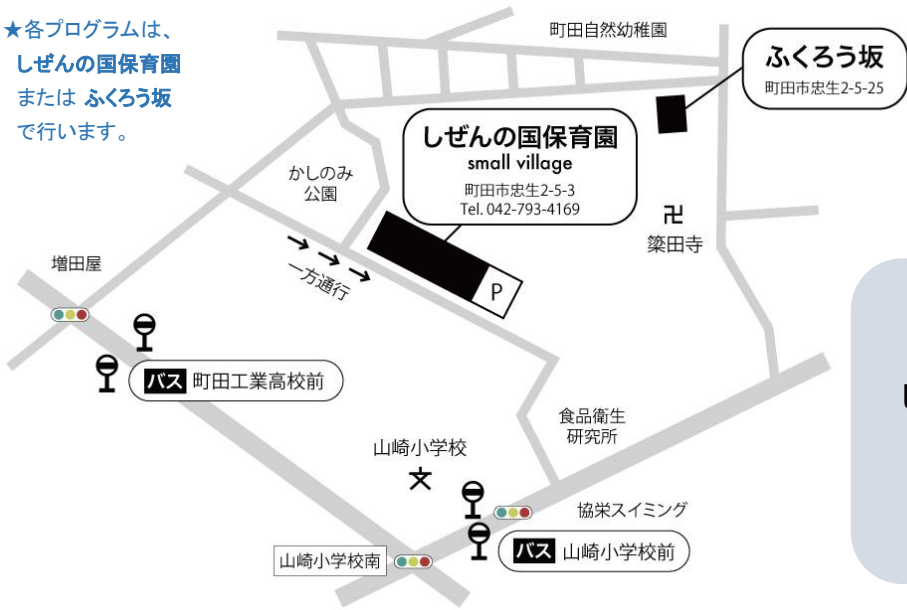 ★各プログラムは、
しぜんの国保育園
または ふくろう坂
で行います。
町田自然幼稚園
ふくろう坂
町田市忠生2-5-25
しぜんの国保育園
small village
町田市忠生2-5-3
Tel. 042-793-4169
かしのみ
公園
卍
簗田寺
増田屋
一方通行
P
バス 町田工業高校前
食品衛生
研究所
山崎小学校
文
協栄スイミング
山崎小学校南
バス 山崎小学校前